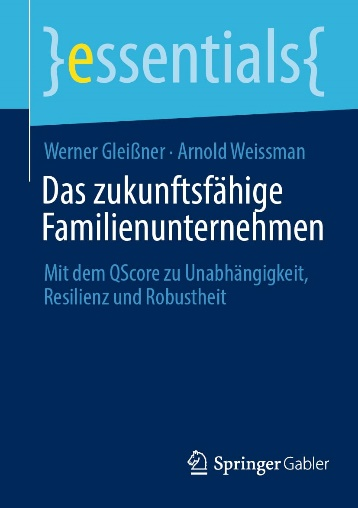 }essentials{
Werner Gleißner · Arnold Weissman
Das zukunftsfähige
Familienunternehmen
Mit dem QScore zu Unabhängigkeit,
Resilienz und Robustheit
Springer Gabler